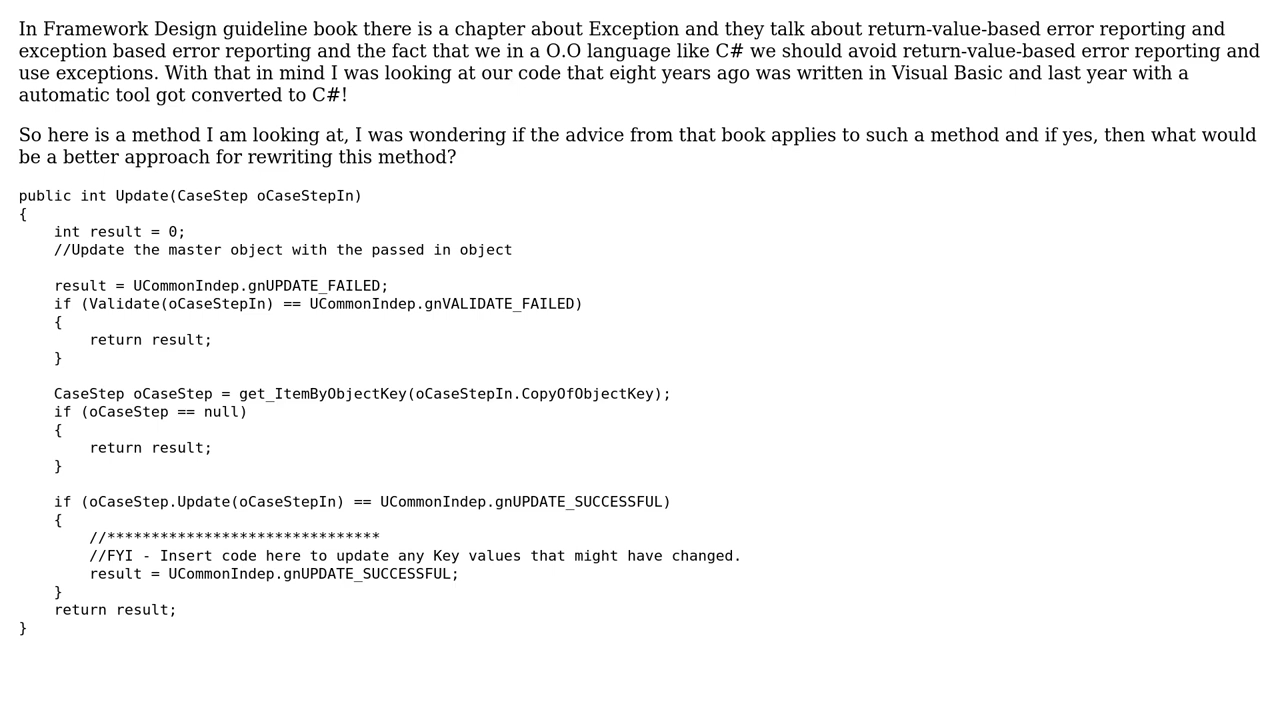 In Framework Design guideline book there is a chapter about Exception and they talk about return-value-based error reporting and
exception based error reporting and the fact that we in a O.O language like C# we should avoid return-value-based error reporting and
use exceptions. With that in mind I was looking at our code that eight years ago was written in Visual Basic and last year with a
automatic tool got converted to C#!
So here is a method I am looking at, I was wondering if the advice from that book applies to such a method and if yes, then what would
be a better approach for rewriting this method?
public int Update(CaseStep oCaseStepIn)
{
    int result = 0;
    //Update the master object with the passed in object
    result = UCommonIndep.gnUPDATE_FAILED;
    if (Validate(oCaseStepIn) == UCommonIndep.gnVALIDATE_FAILED)
    {
        return result;
    }
    CaseStep oCaseStep = get_ItemByObjectKey(oCaseStepIn.CopyOfObjectKey);
    if (oCaseStep == null)
    {
        return result;
    }
    if (oCaseStep.Update(oCaseStepIn) == UCommonIndep.gnUPDATE_SUCCESSFUL)
    {
        //*******************************
        //FYI - Insert code here to update any Key values that might have changed.
        result = UCommonIndep.gnUPDATE_SUCCESSFUL;
    }
    return result;
}